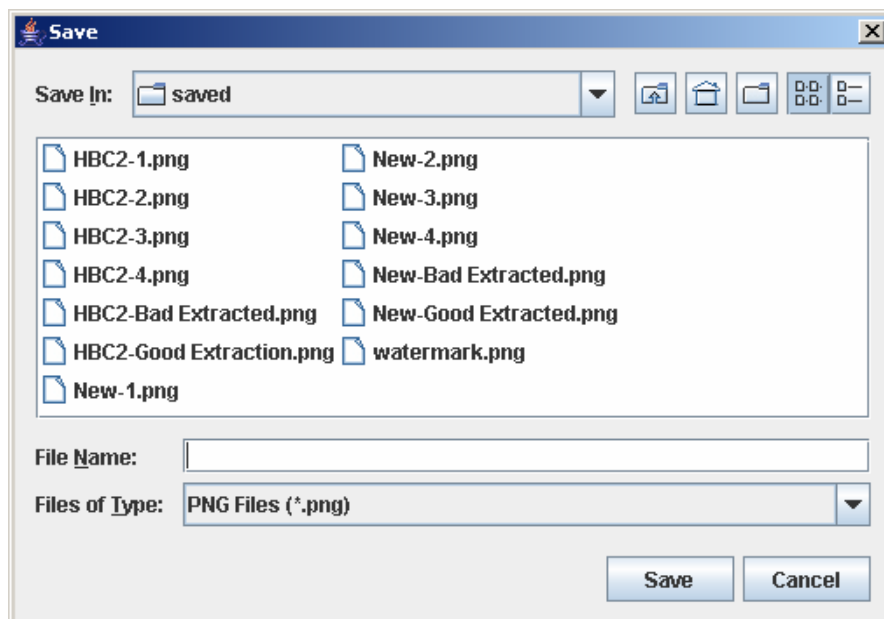 Save
Save In: saved
HBC2-1.png
HBC2-2.png
HBC2-3.png
HBC2-4.png
HBC2-Bad Extracted.png
HBC2-Good Extraction.png
New-1.png
New-2.png
New-3.png
New-4.png
New-Bad Extracted.png
New-Good Extracted.png
watermark.png
File Name:
Files of Type: PNG Files (*.png)
Save Cancel